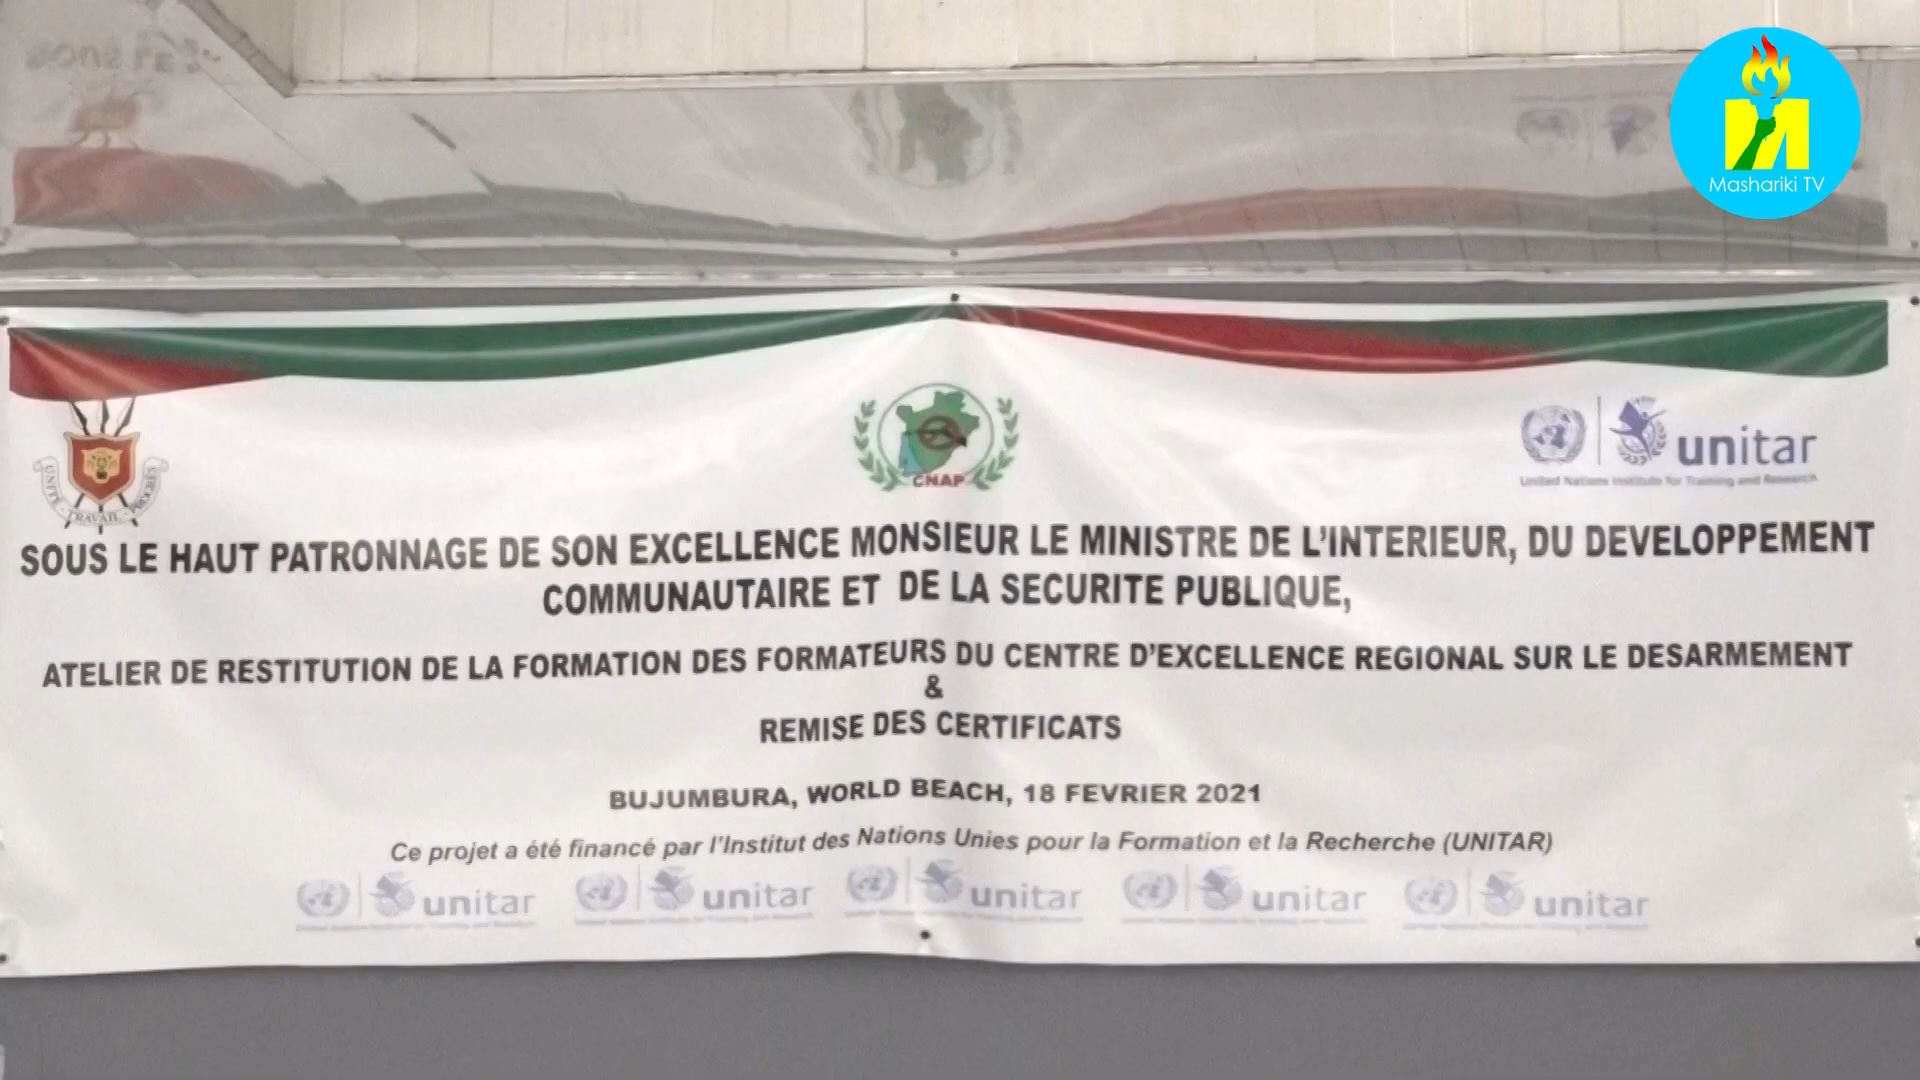 Mashariki TV
UNITE TRAVAIL PROGRES
CNAP
unitar
United Nations Institute for Training and Research
SOUS LE HAUT PATRONNAGE DE SON EXCELLENCE MONSIEUR LE MINISTRE DE L'INTERIEUR, DU DEVELOPPEMENT
COMMUNAUTAIRE ET DE LA SECURITE PUBLIQUE,
ATELIER DE RESTITUTION DE LA FORMATION DES FORMATEURS DU CENTRE D'EXCELLENCE REGIONAL SUR LE DESARMEMENT
&
REMISE DES CERTIFICATS
BUJUMBURA, WORLD BEACH, 18 FEVRIER 2021
Ce projet a été financé par l'Institut des Nations Unies pour la Formation et la Recherche (UNITAR)
unitar unitar unitar unitar unitar